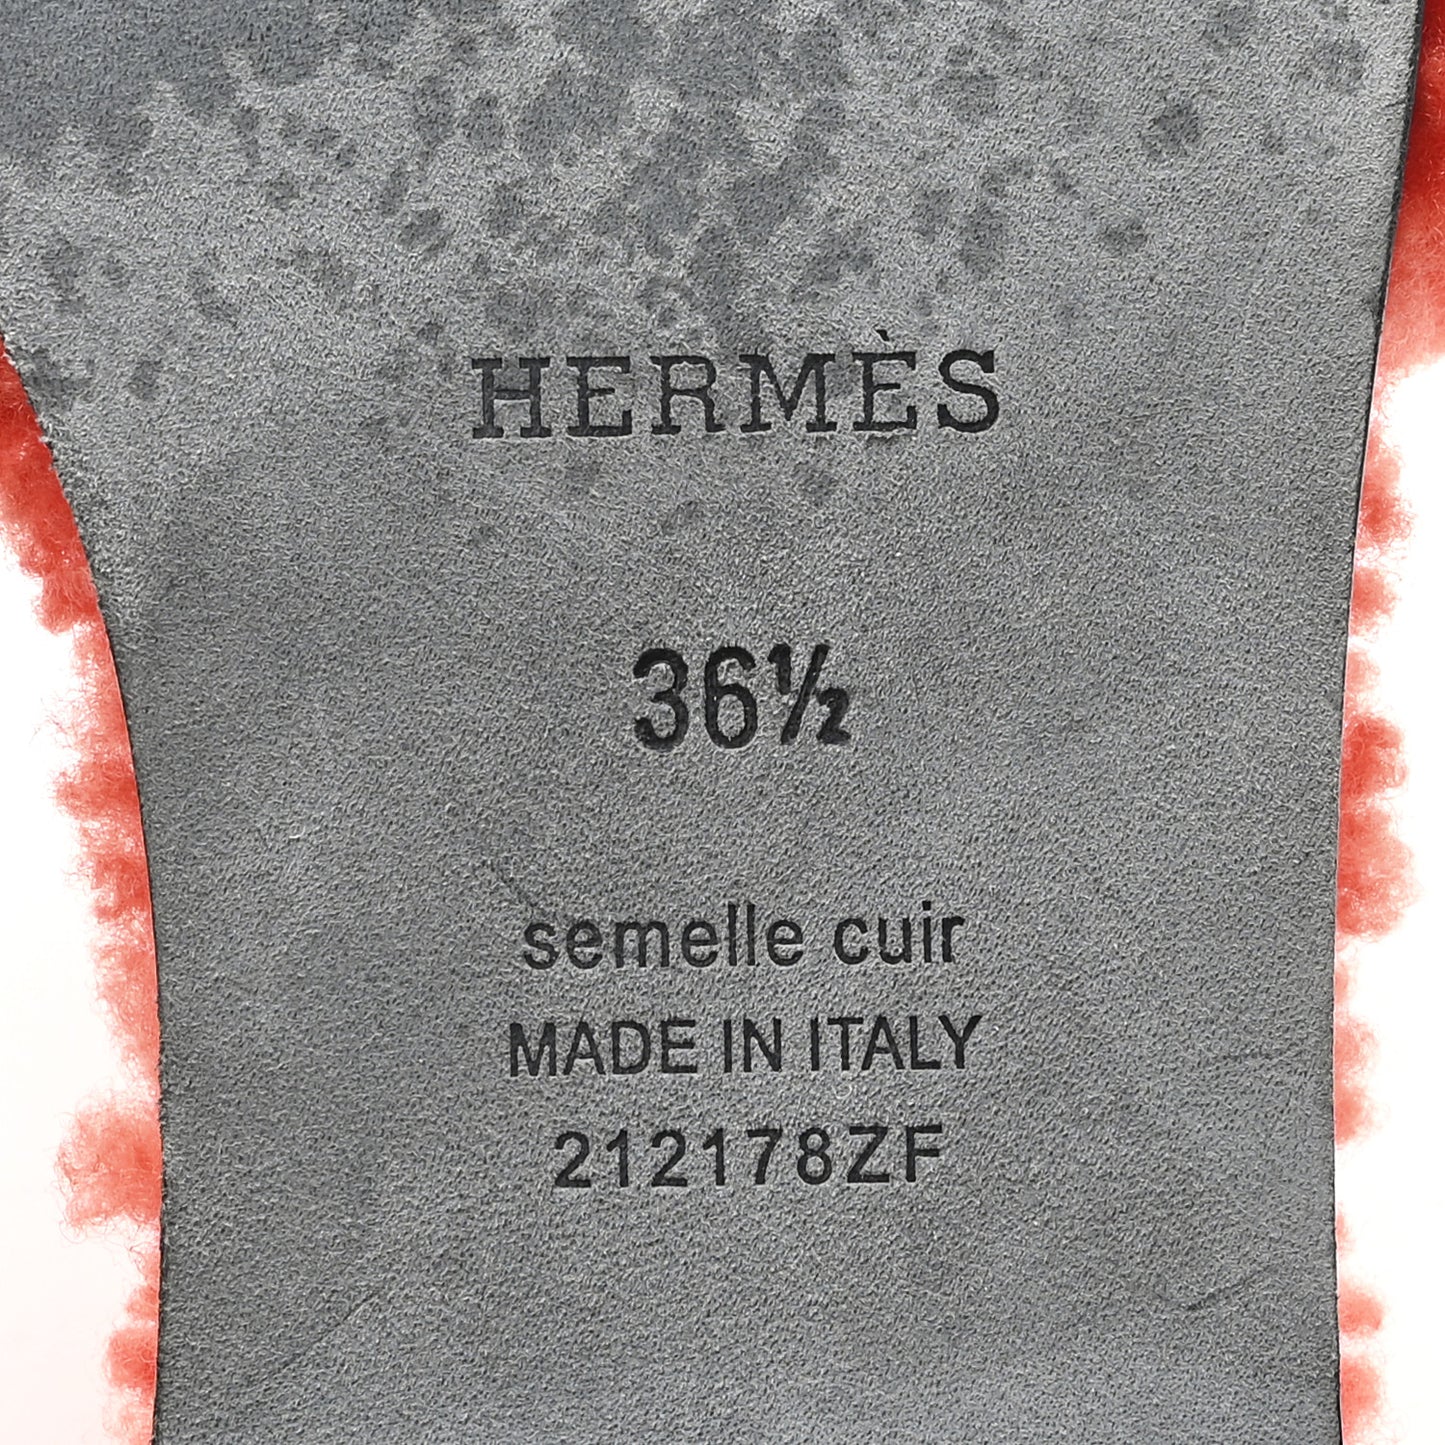 HERMÈS
36½
semelle cuir
MADE IN ITALY
212178ZF